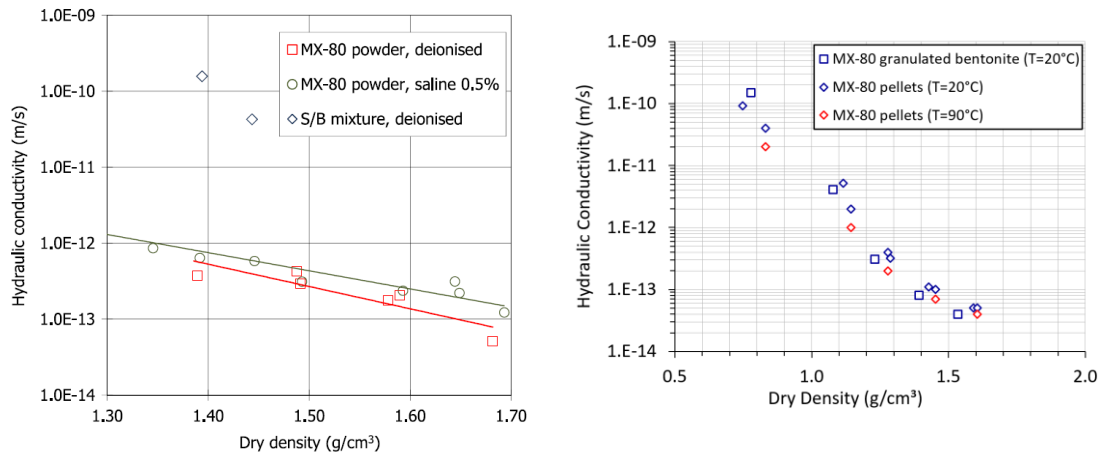 1.0E-09
1.0E-10
1.0E-11
1.0E-12
1.0E-13
1.0E-14
Hydraulic conductivity (m/s)
MX-80 powder, deionised
MX-80 powder, saline 0.5%
S/B mixture, deionised
1.30
1.40
1.50
1.60
1.70
Dry density (g/cm³)
1.E-09
1.E-10
1.E-11
1.E-12
1.E-13
1.E-14
Hydraulic Conductivity (m/s)
MX-80 granulated bentonite (T=20°C)
MX-80 pellets (T=20°C)
MX-80 pellets (T=90°C)
0.5
1.0
1.5
2.0
Dry Density (g/cm³)